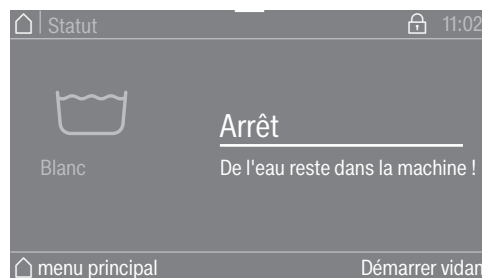 Statut 11:02
Arrêt
Blanc De l'eau reste dans la machine !
menu principal Démarrer vidan